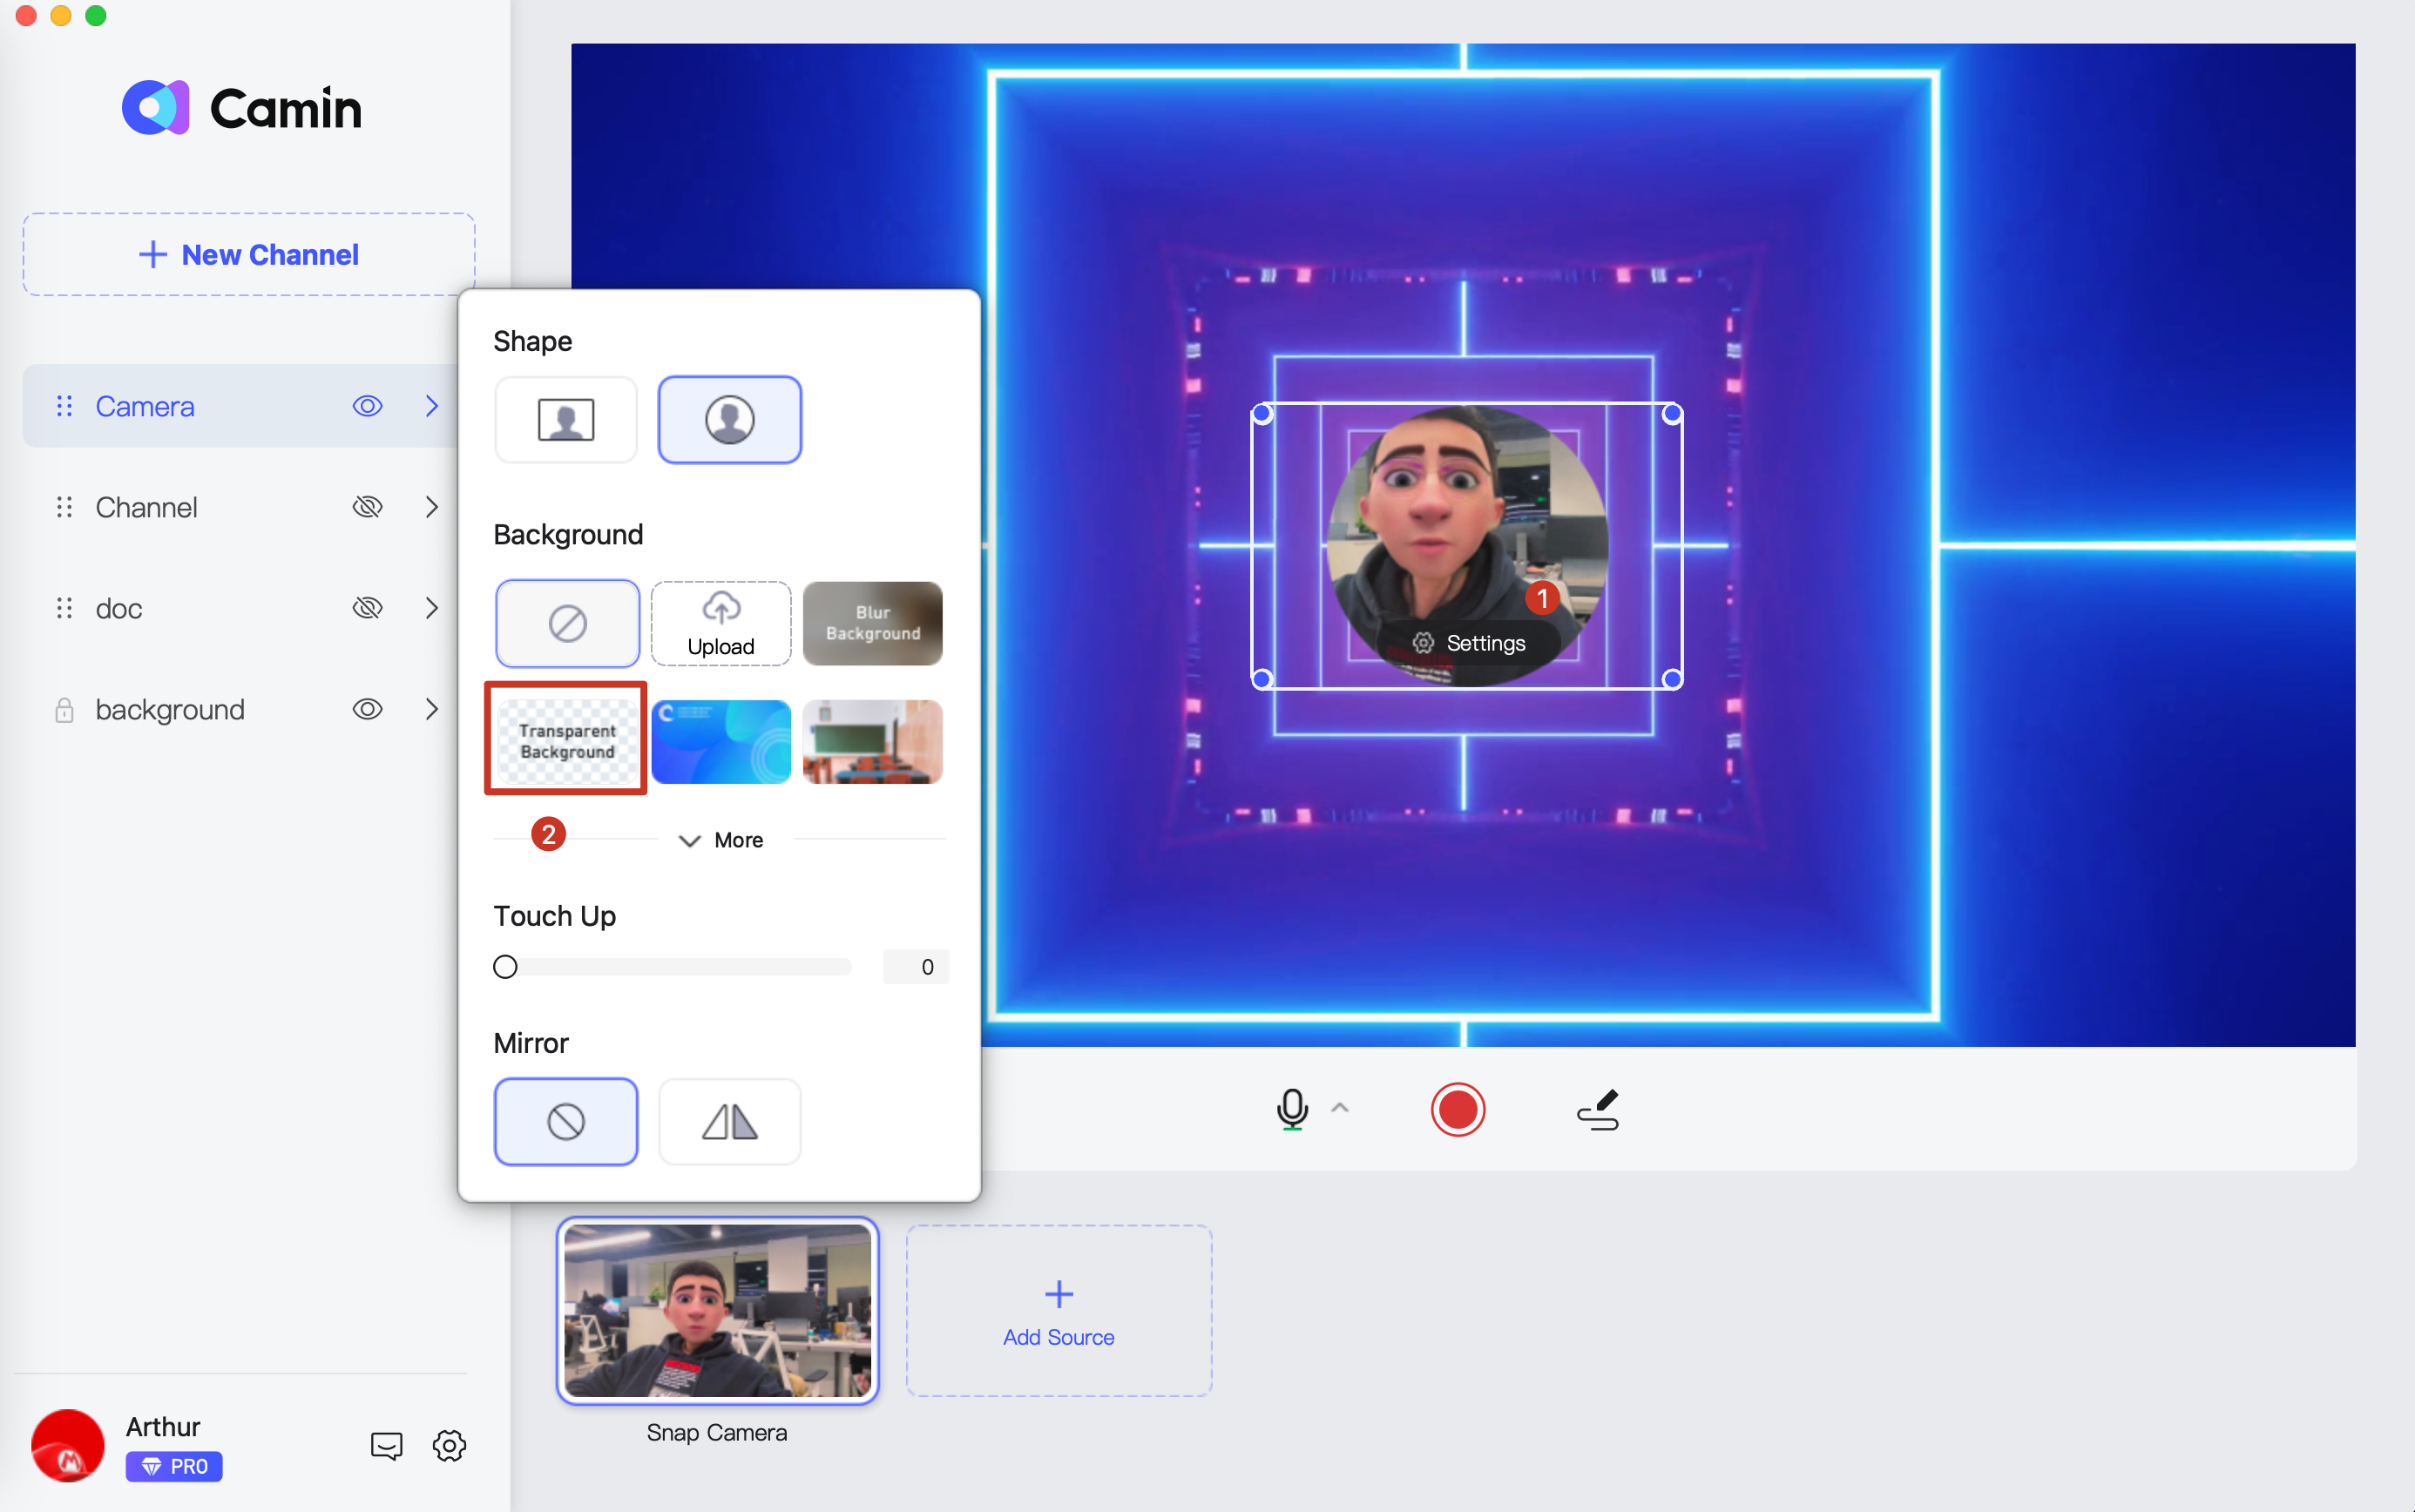 Camin
New Channel
Camera
Channel
doc
background
Shape
Background
Upload
Blur
Background
Transparent
Background
2
More
Touch Up
0
Mirror
1
Settings
Add Source
Snap Camera
Arthur
PRO